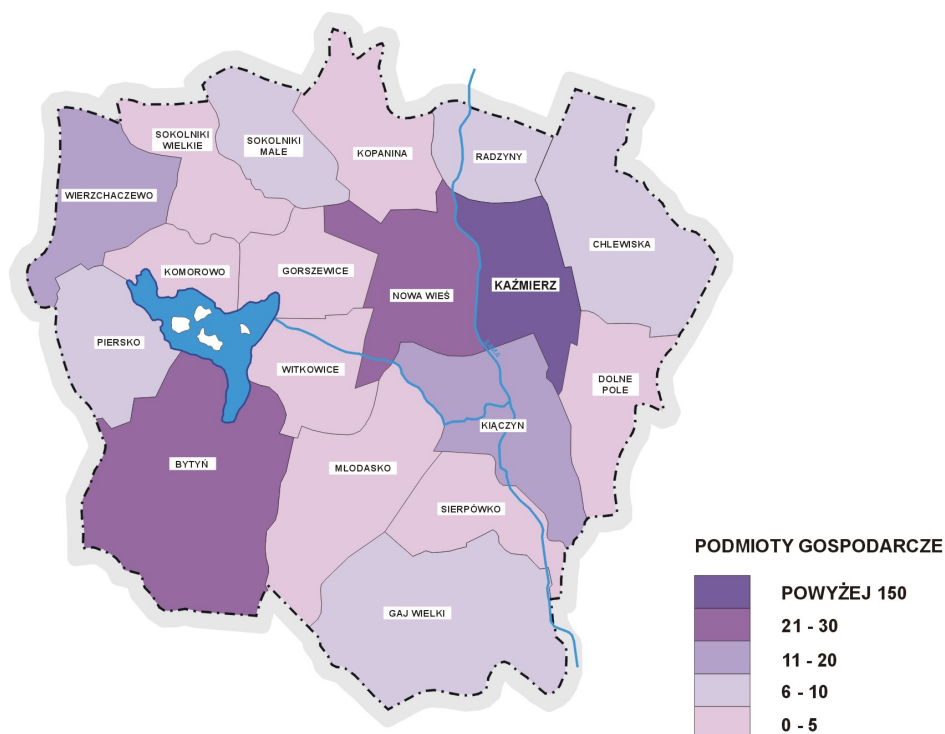 SOKOLNIKI
WIELKIE
SOKOLNIKI
MAŁE
KOPANINA
RADZYNY
WIERZCHACZEWO
CHLEWISKA
KOMOROWO
GORSZEWICE
KAŹMIERZ
NOWA WIEŚ
PIERSKO
WITKOWICE
DOLNE
POLE
KIĄCZYN
BYTYŃ
MŁODASKO
SIERPÓWKO
GAJ WIELKI
PODMIOTY GOSPODARCZE
POWYŻEJ 150
21 - 30
11 - 20
6 - 10
0 - 5